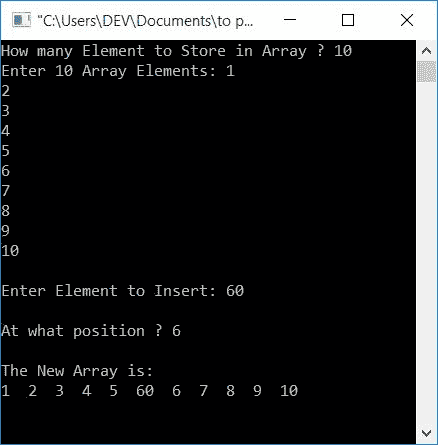 "C:\Users\DEV\Documents\to p...
How many Element to Store in Array ? 10
Enter 10 Array Elements: 1
2
3
4
5
6
7
8
9
10
Enter Element to Insert: 60
At what position ? 6
The New Array is:
1  2  3  4  5  60  6  7  8  9  10